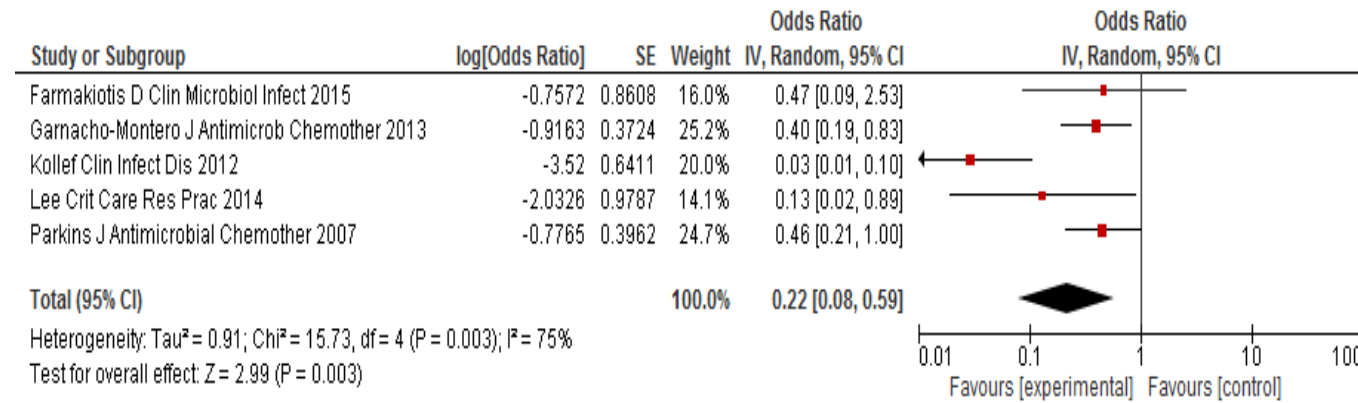 Odds Ratio Odds Ratio
Study or Subgroup log[Odds Ratio] SE Weight IV, Random, 95% CI IV, Random, 95% CI
Farmakiotis D Clin Microbiol Infect 2015 -0.7572 0.8608 16.0% 0.47 [0.09, 2.53]
Garnacho-Montero J Antimicrob Chemother 2013 -0.9163 0.3724 25.2% 0.40 [0.19, 0.83]
Kollef Clin Infect Dis 2012 -3.52 0.6411 20.0% 0.03 [0.01, 0.10]
Lee Crit Care Res Prac 2014 -2.0326 0.9787 14.1% 0.13 [0.02, 0.89]
Parkins J Antimicrobial Chemother 2007 -0.7765 0.3962 24.7% 0.46 [0.21, 1.00]
Total (95% CI) 100.0% 0.22 [0.08, 0.59]
Heterogeneity: Tau² = 0.91; Chi² = 15.73, df = 4 (P = 0.003); I² = 75%
Test for overall effect: Z = 2.99 (P = 0.003)
0.01 0.1 1 10 100
Favours [experimental] Favours [control]